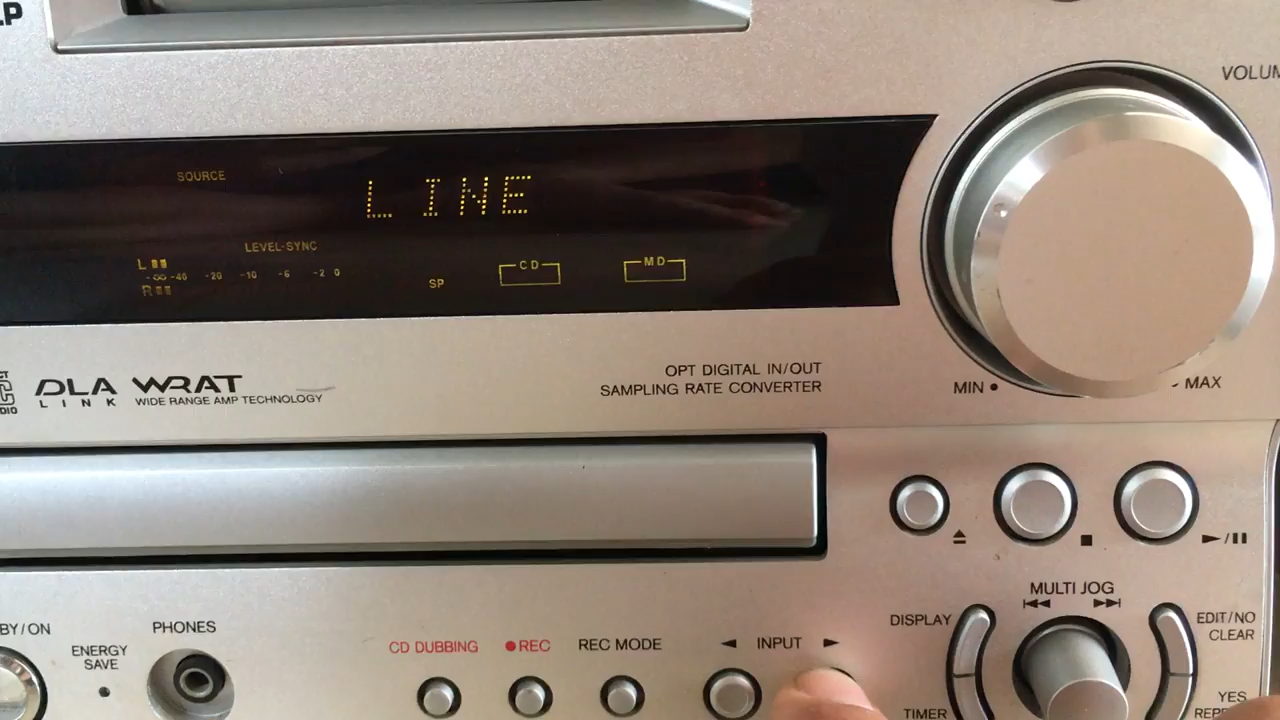 LP
VOLUM
SOURCE
LINE
LEVEL-SYNC
L
-∞ -40 -20 -10 -6 -2 0
R
SP
CD
MD
DLA LINK
WRAT
WIDE RANGE AMP TECHNOLOGY
OPT DIGITAL IN/OUT
SAMPLING RATE CONVERTER
MIN
MAX
MULTI JOG
DISPLAY
EDIT/NO
CLEAR
BY/ON
ENERGY
SAVE
PHONES
CD DUBBING
REC
REC MODE
INPUT
TIMER
YES